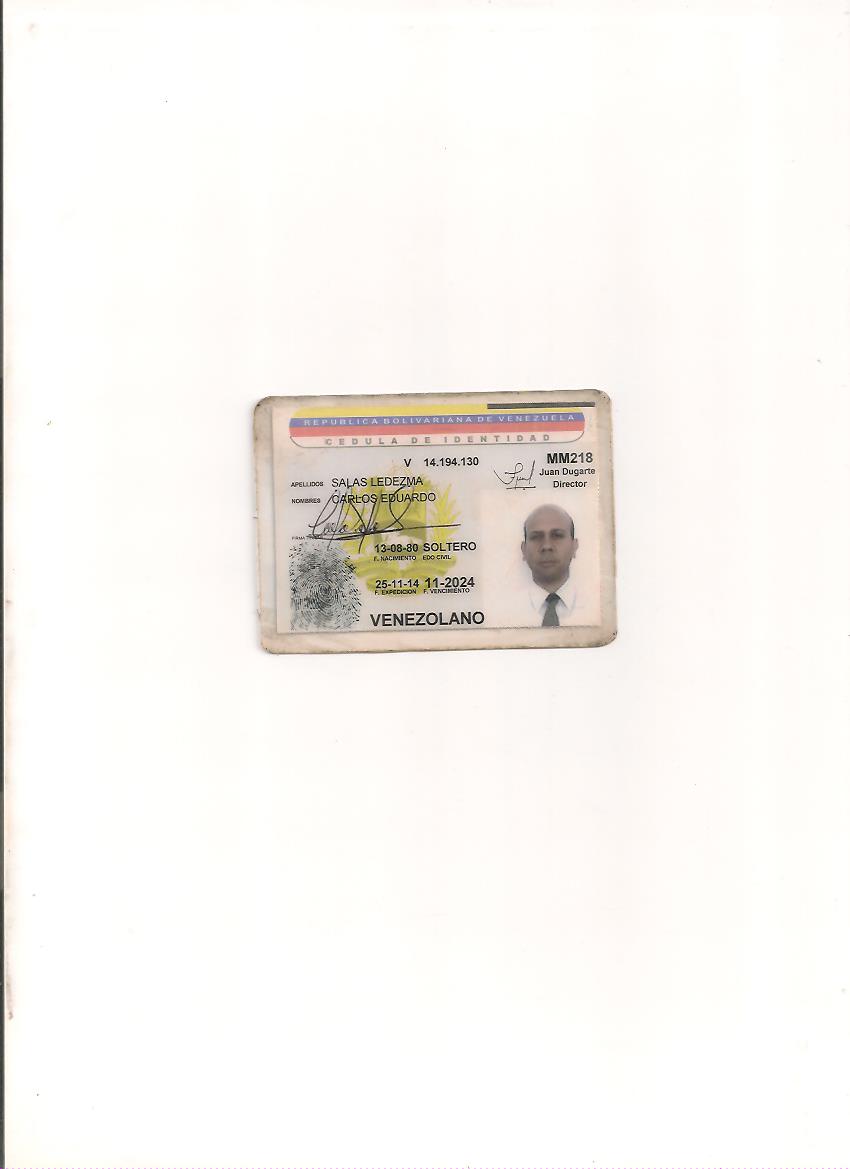 REPUBLICA BOLIVARIANA DE VENEZUELA
CEDULA DE IDENTIDAD
V 14.194.130
MM218
Juan Dugarte
Director
APELLIDOS SALAS LEDEZMA
NOMBRES CARLOS EDUARDO
FIRMA
13-08-80 SOLTERO
F. NACIMIENTO EDO CIVIL
25-11-14 11-2024
F. EXPEDICION F. VENCIMIENTO
VENEZOLANO